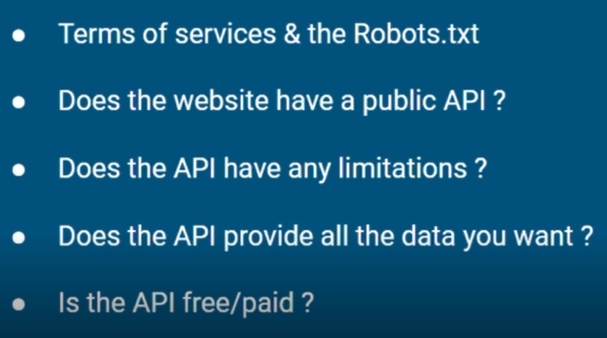 Terms of services & the Robots.txt
Does the website have a public API ?
Does the API have any limitations ?
Does the API provide all the data you want ?
Is the API free/paid ?